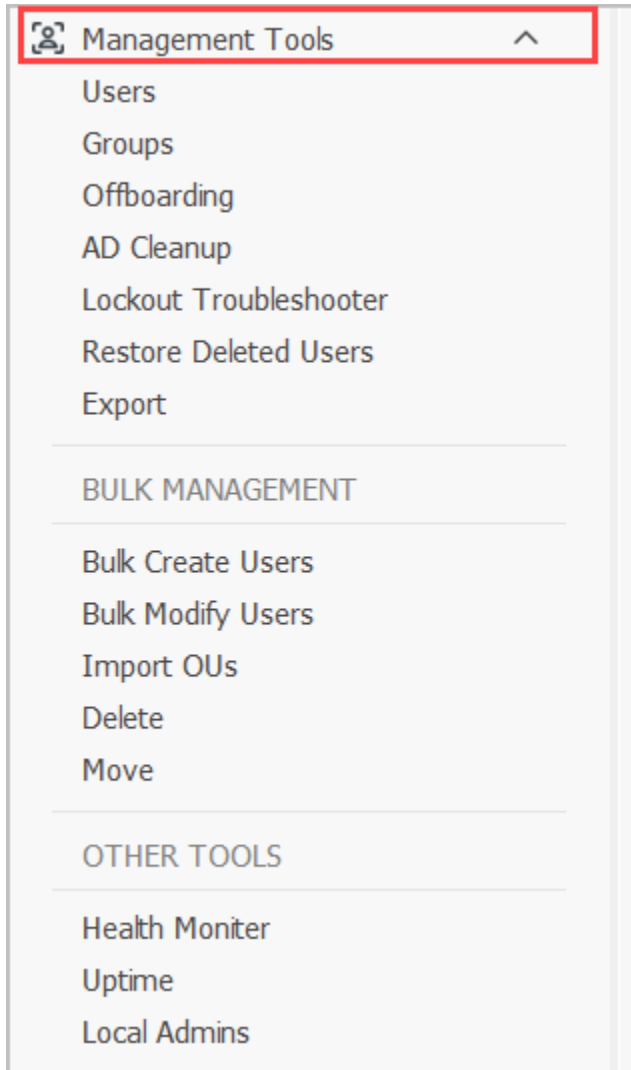 Management Tools
Users
Groups
Offboarding
AD Cleanup
Lockout Troubleshooter
Restore Deleted Users
Export
BULK MANAGEMENT
Bulk Create Users
Bulk Modify Users
Import OUs
Delete
Move
OTHER TOOLS
Health Moniter
Uptime
Local Admins